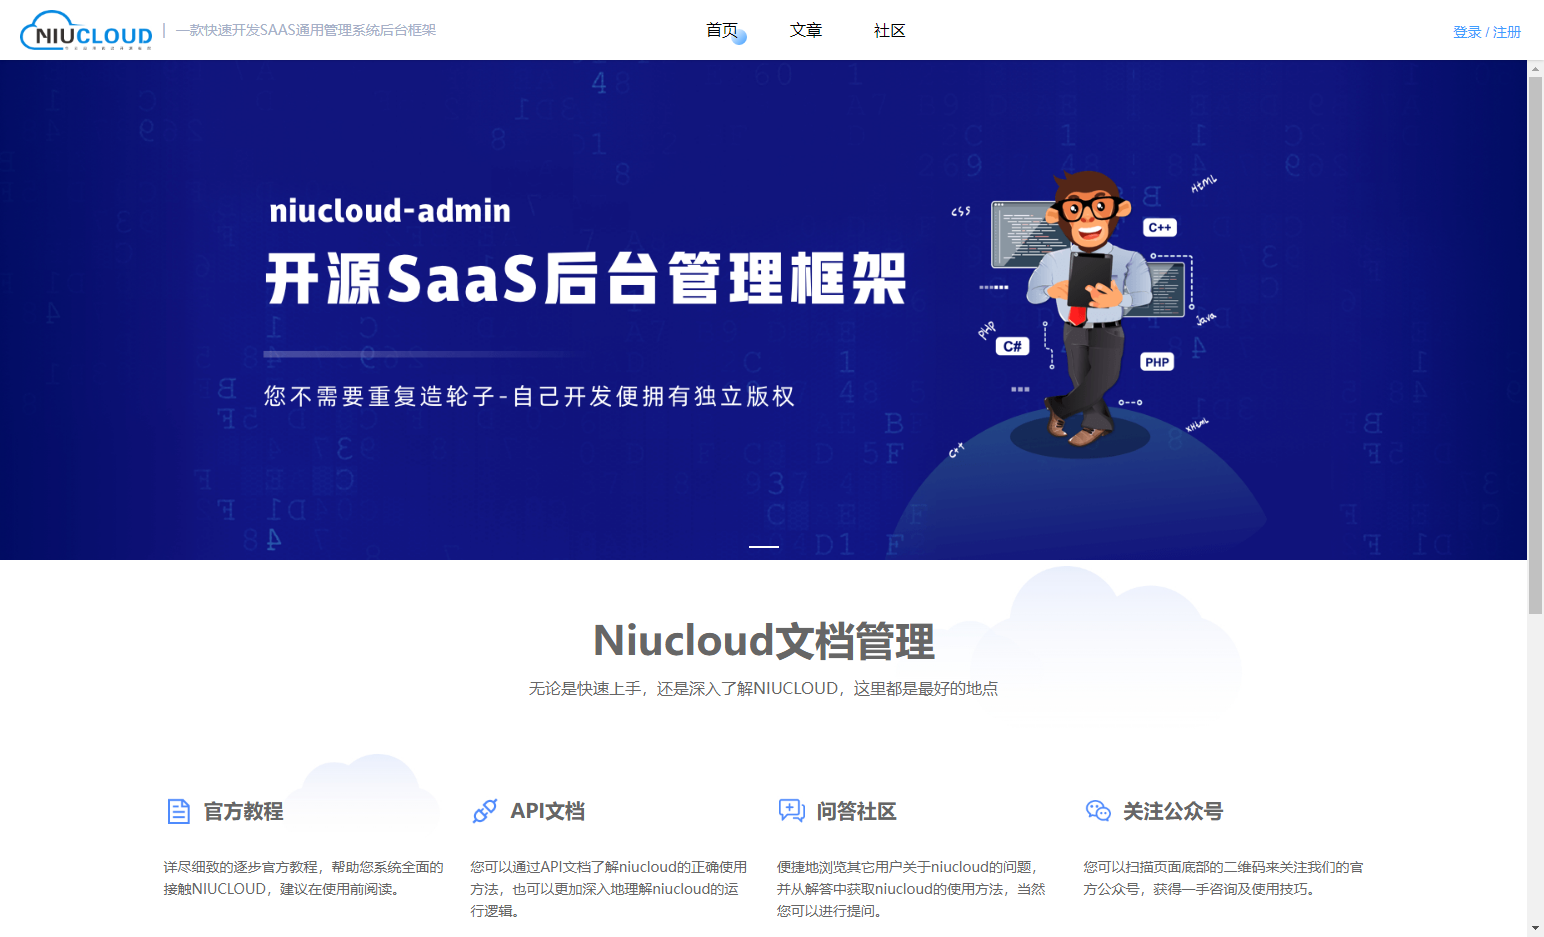 NIUCLOUD
一款快速开发SAAS通用管理系统后台框架
首页
文章
社区
登录 / 注册
niucloud-admin
开源SaaS后台管理框架
您不需要重复造轮子-自己开发便拥有独立版权
HTML
CSS
C++
Java
PHP
C#
PHP
XHTML
C++
Niucloud文档管理
无论是快速上手，还是深入了解NIUCLOUD，这里都是最好的地点
官方教程
详尽细致的逐步官方教程，帮助您系统全面的
接触NIUCLOUD，建议在使用前阅读。
API文档
您可以通过API文档了解niucloud的正确使用
方法，也可以更加深入地理解niucloud的运
行逻辑。
问答社区
便捷地浏览其它用户关于niucloud的问题，
并从解答中获取niucloud的使用方法，当然
您可以进行提问。
关注公众号
您可以扫描页面底部的二维码来关注我们的官
方公众号，获得一手咨询及使用技巧。